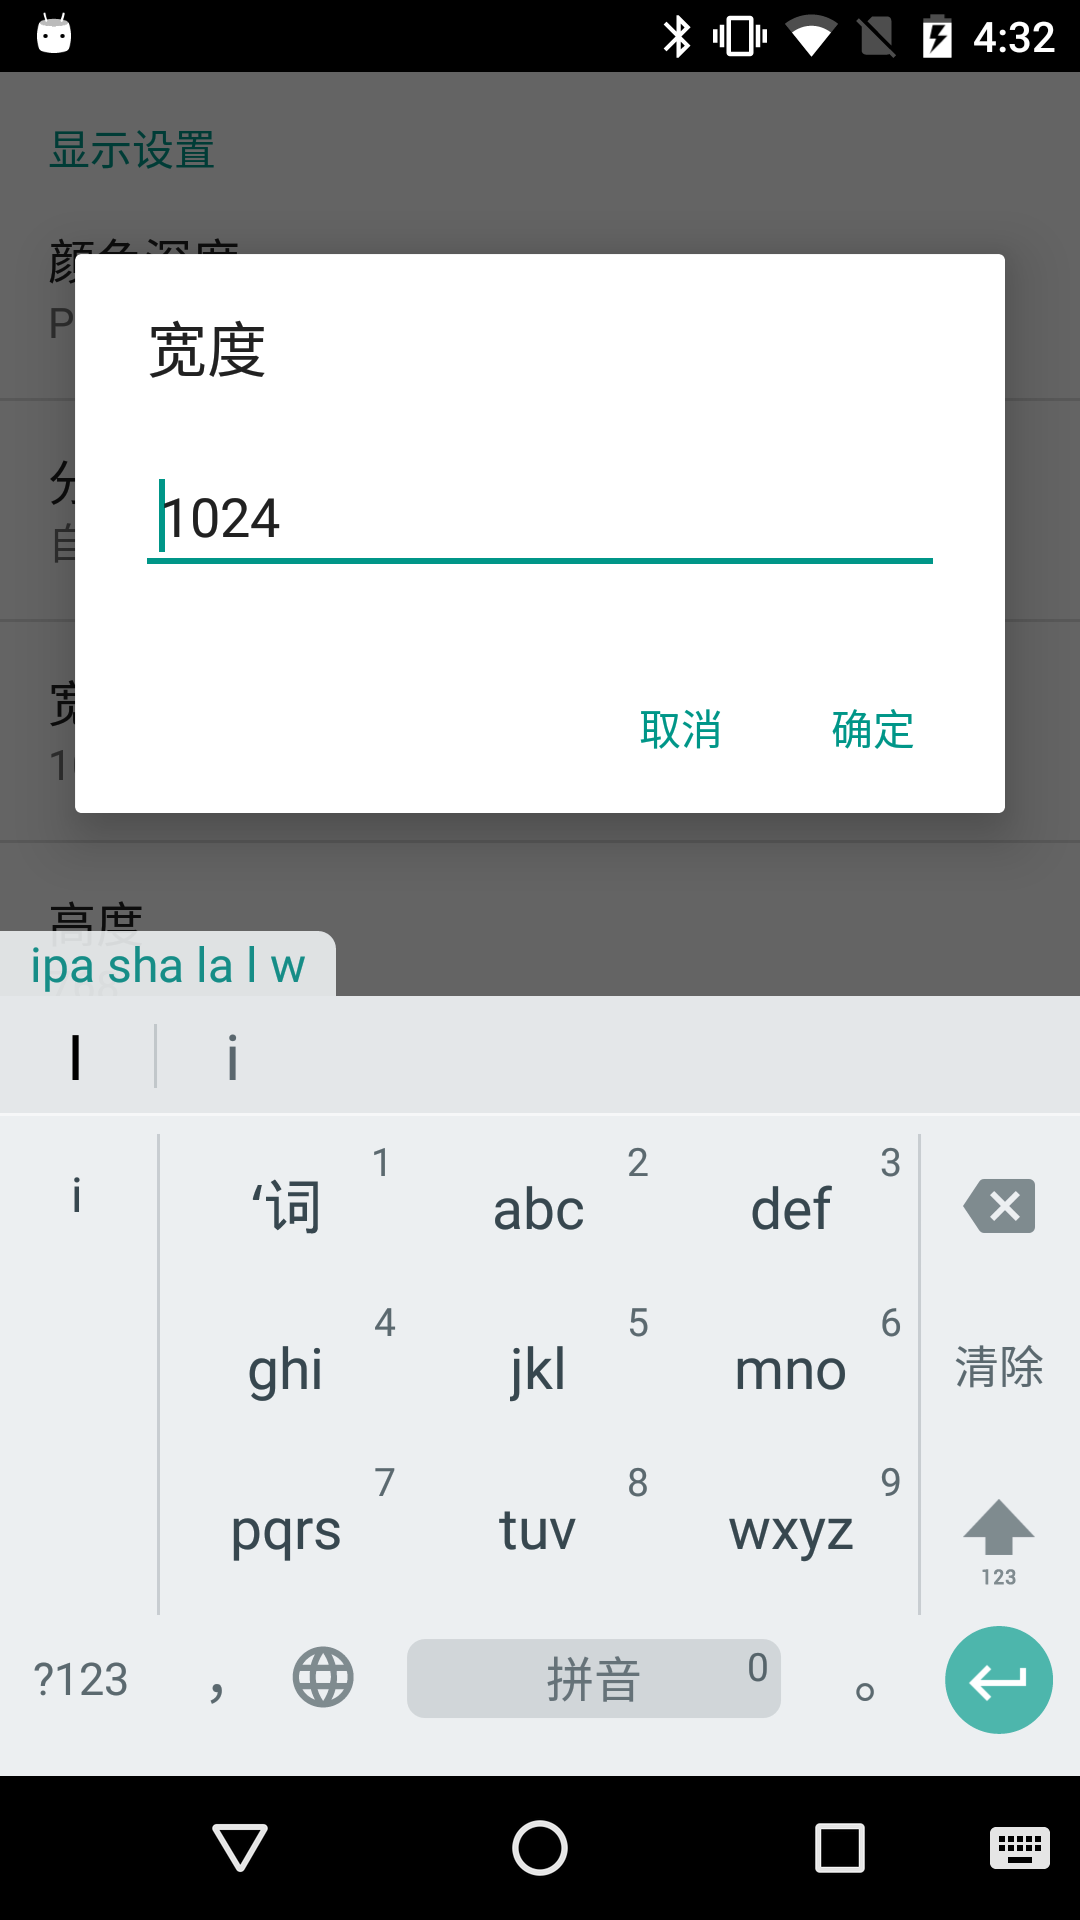 4:32
显示设置
颜色深度
P
宽度
分
1024
自
宽
取消
确定
高度
ipa sha la l w
l
i
i
‘词
1
abc
2
def
3
ghi
4
jkl
5
mno
6
清除
pqrs
7
tuv
8
wxyz
9
123
?123
，
拼音
0
。